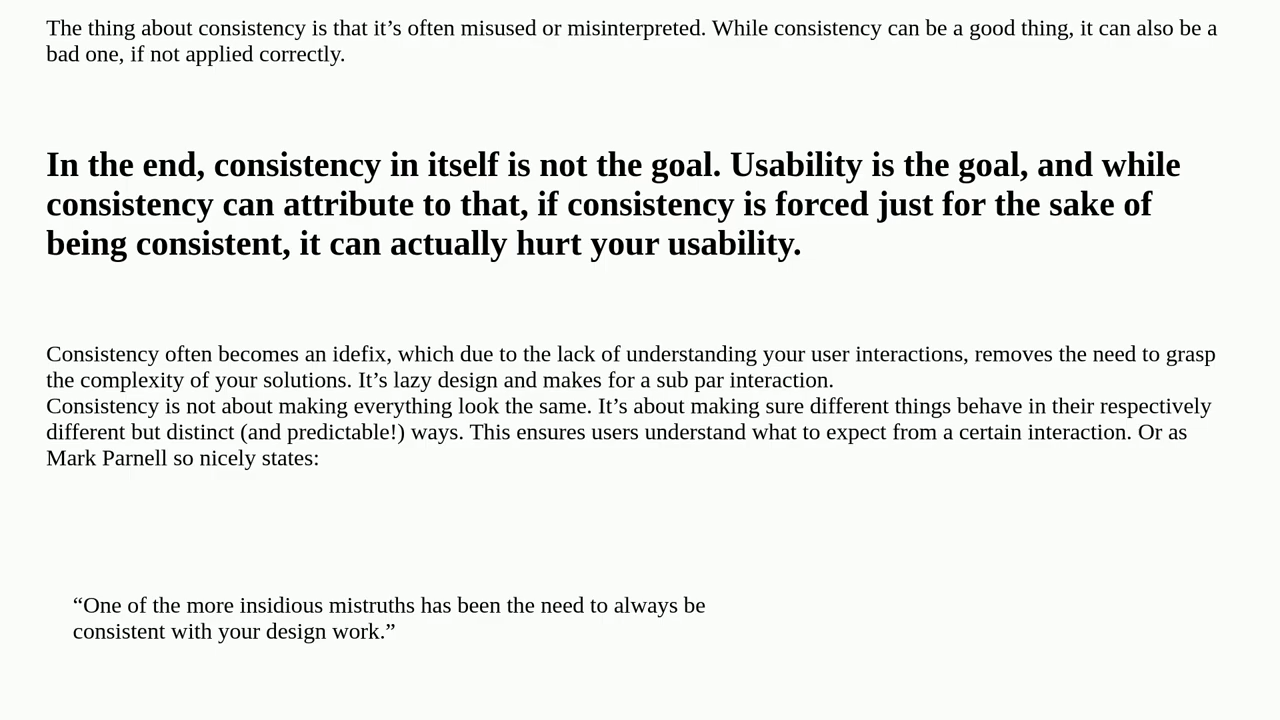 The thing about consistency is that it’s often misused or misinterpreted. While consistency can be a good thing, it can also be a
bad one, if not applied correctly.
In the end, consistency in itself is not the goal. Usability is the goal, and while
consistency can attribute to that, if consistency is forced just for the sake of
being consistent, it can actually hurt your usability.
Consistency often becomes an idefix, which due to the lack of understanding your user interactions, removes the need to grasp
the complexity of your solutions. It’s lazy design and makes for a sub par interaction.
Consistency is not about making everything look the same. It’s about making sure different things behave in their respectively
different but distinct (and predictable!) ways. This ensures users understand what to expect from a certain interaction. Or as
Mark Parnell so nicely states:
“One of the more insidious mistruths has been the need to always be
consistent with your design work.”